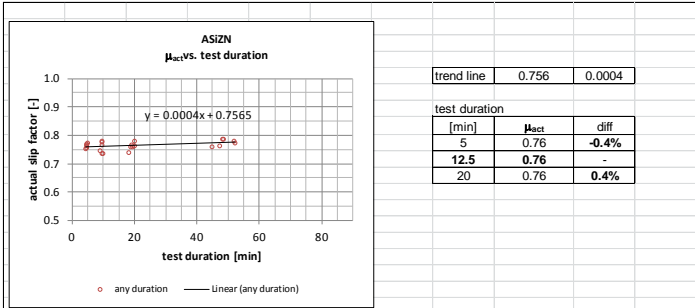 ASiZN
μact vs. test duration
actual slip factor [-]
1.0
0.9
0.8
0.7
0.6
0.5
y = 0.0004x + 0.7565
0 20 40 60 80
test duration [min]
any duration Linear (any duration)
trend line 0.756 0.0004
test duration
[min] μact diff
5 0.76 -0.4%
12.5 0.76 -
20 0.76 0.4%